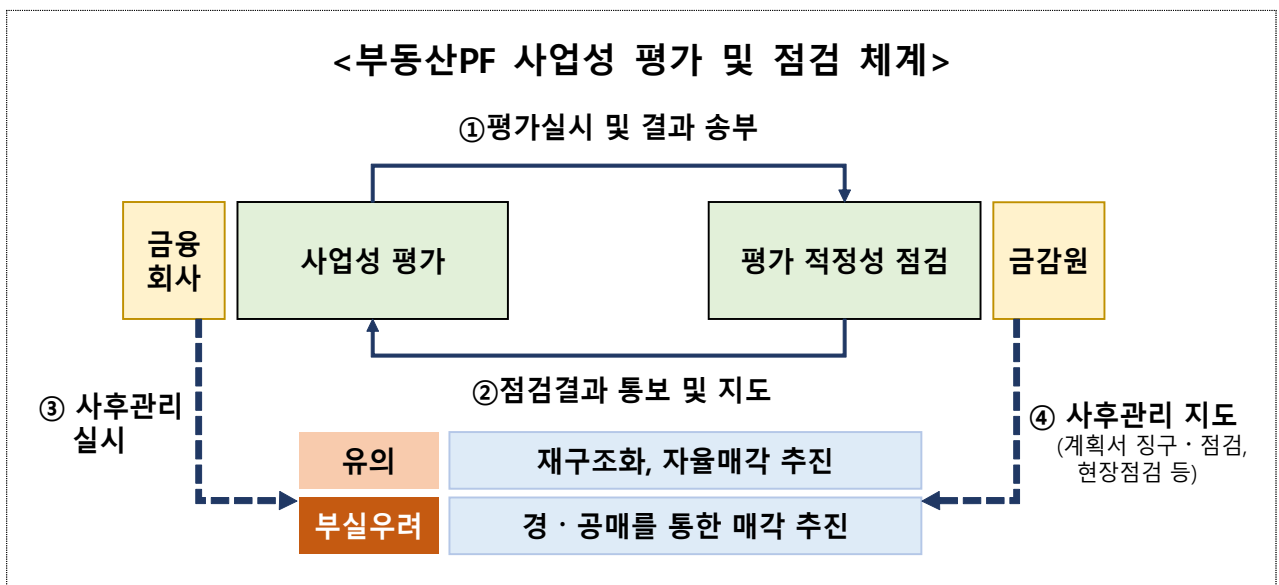 <부동산PF 사업성 평가 및 점검 체계>
①평가실시 및 결과 송부
금융
회사
사업성 평가
평가 적정성 점검
금감원
②점검결과 통보 및 지도
③ 사후관리
실시
④ 사후관리 지도
(계획서 징구 · 점검,
현장점검 등)
유의
재구조화, 자율매각 추진
부실우려
경 · 공매를 통한 매각 추진